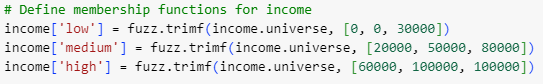 # Define membership functions for income
income['low'] = fuzz.trimf(income.universe, [0, 0, 30000])
income['medium'] = fuzz.trimf(income.universe, [20000, 50000, 80000])
income['high'] = fuzz.trimf(income.universe, [60000, 100000, 100000])